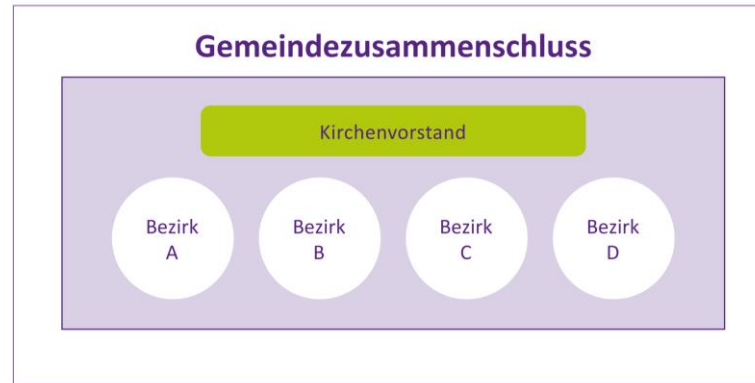 Gemeindezusammenschluss
Kirchenvorstand
Bezirk
A
Bezirk
B
Bezirk
C
Bezirk
D